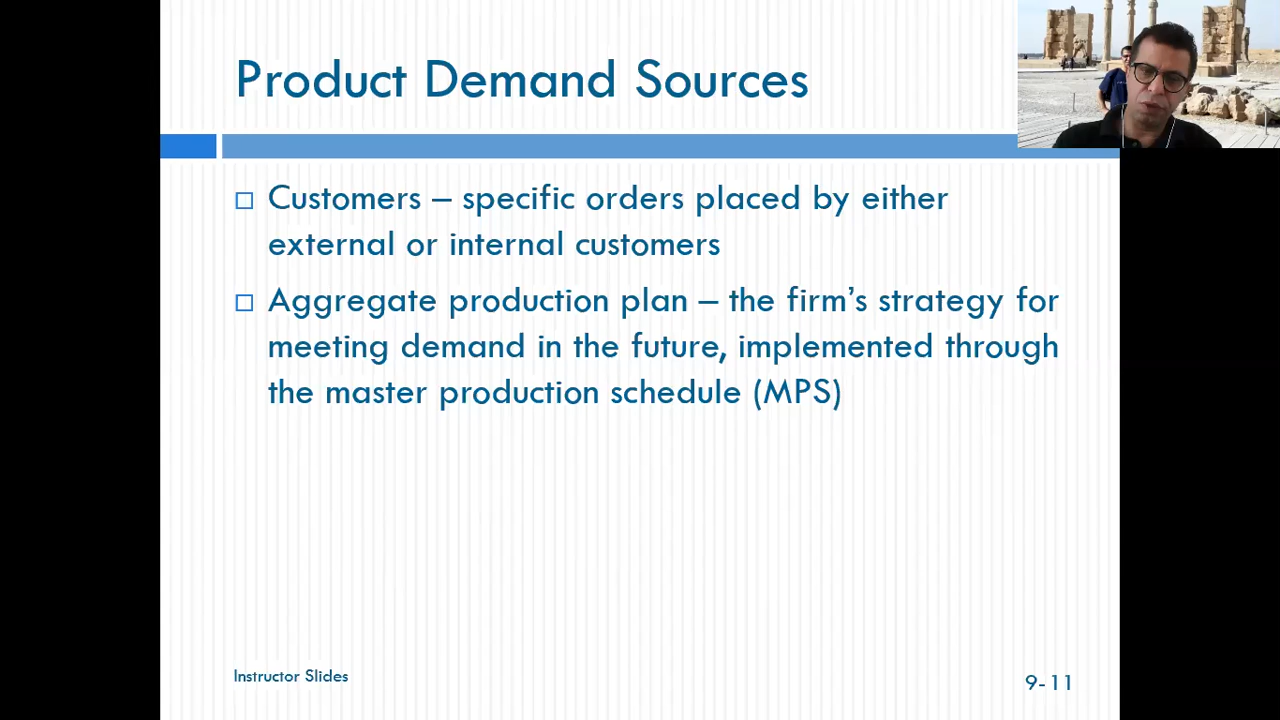 Product Demand Sources
Customers – specific orders placed by either
external or internal customers
Aggregate production plan – the firm’s strategy for
meeting demand in the future, implemented through
the master production schedule (MPS)
Instructor Slides
9-11